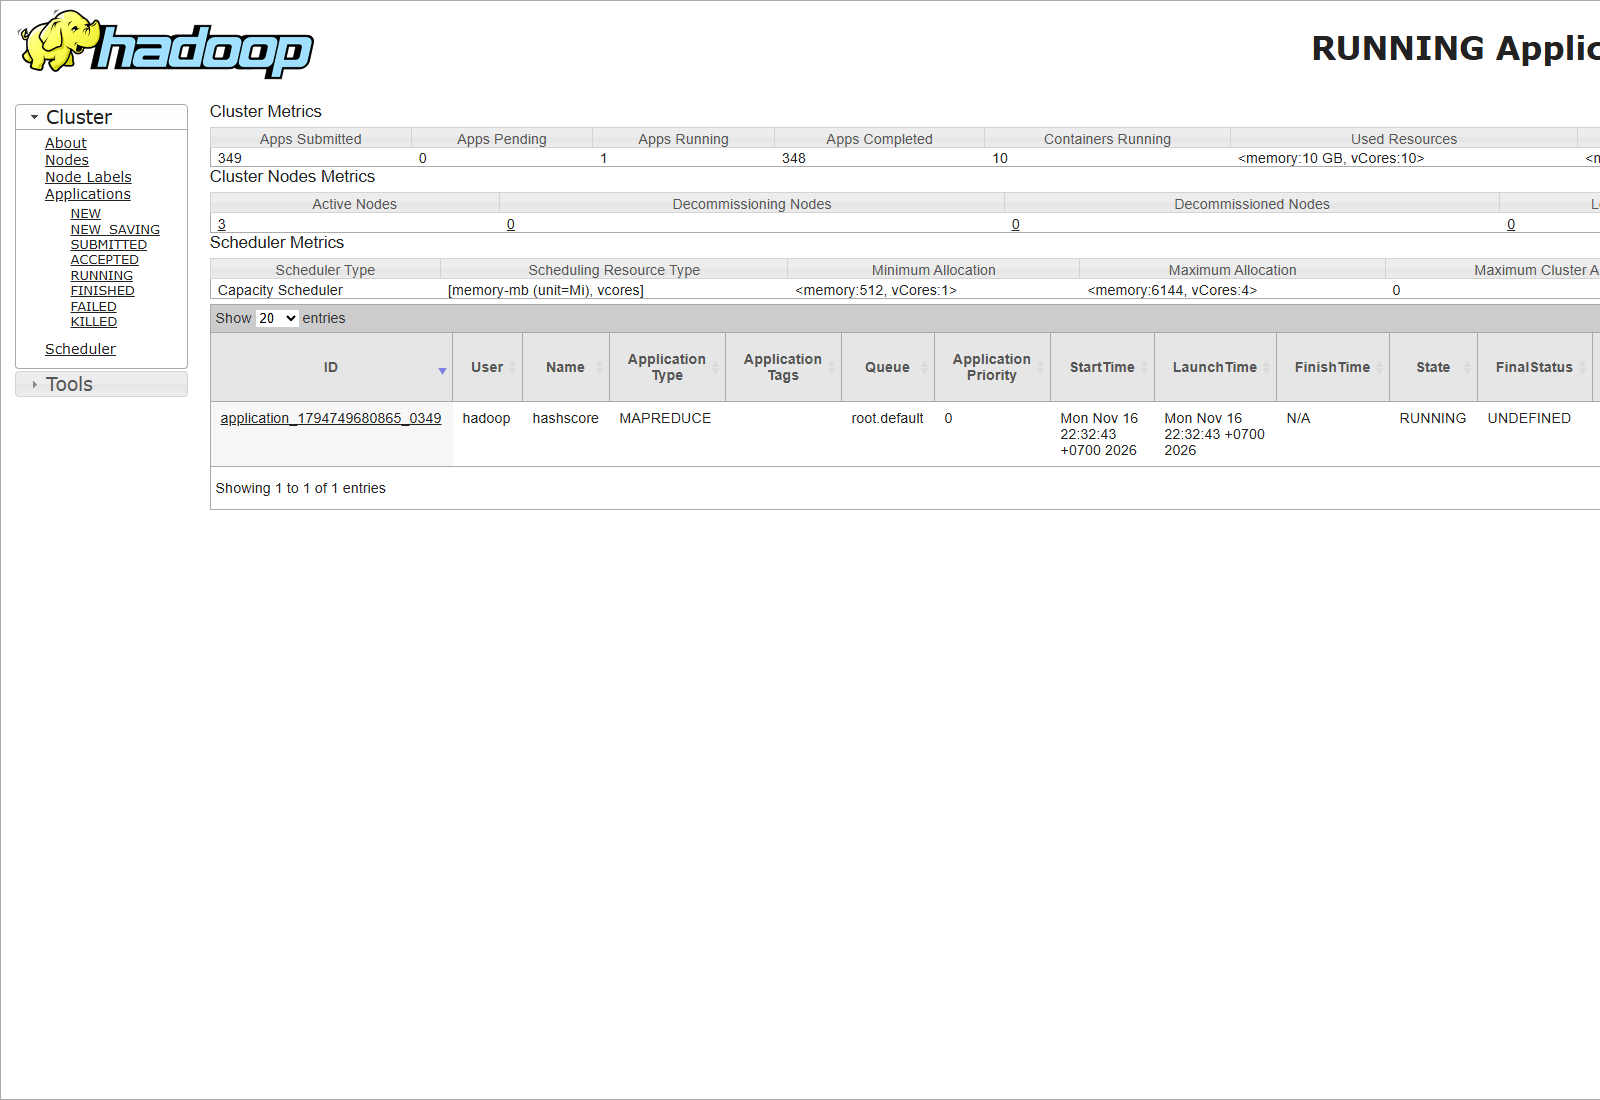 hadoop
RUNNING Applic
Cluster
About
Nodes
Node Labels
Applications
NEW
NEW_SAVING
SUBMITTED
ACCEPTED
RUNNING
FINISHED
FAILED
KILLED
Scheduler
Tools
Cluster Metrics
Apps Submitted Apps Pending Apps Running Apps Completed Containers Running Used Resources
349 0 1 348 10 <memory:10 GB, vCores:10> <m
Cluster Nodes Metrics
Active Nodes Decommissioning Nodes Decommissioned Nodes L
3 0 0 0
Scheduler Metrics
Scheduler Type Scheduling Resource Type Minimum Allocation Maximum Allocation Maximum Cluster A
Capacity Scheduler [memory-mb (unit=Mi), vcores] <memory:512, vCores:1> <memory:6144, vCores:4> 0
Show 20 entries
ID User Name Application Type Application Tags Queue Application Priority StartTime LaunchTime FinishTime State FinalStatus
application_1794749680865_0349 hadoop hashscore MAPREDUCE root.default 0 Mon Nov 16 22:32:43 +0700 2026 Mon Nov 16 22:32:43 +0700 2026 N/A RUNNING UNDEFINED
Showing 1 to 1 of 1 entries